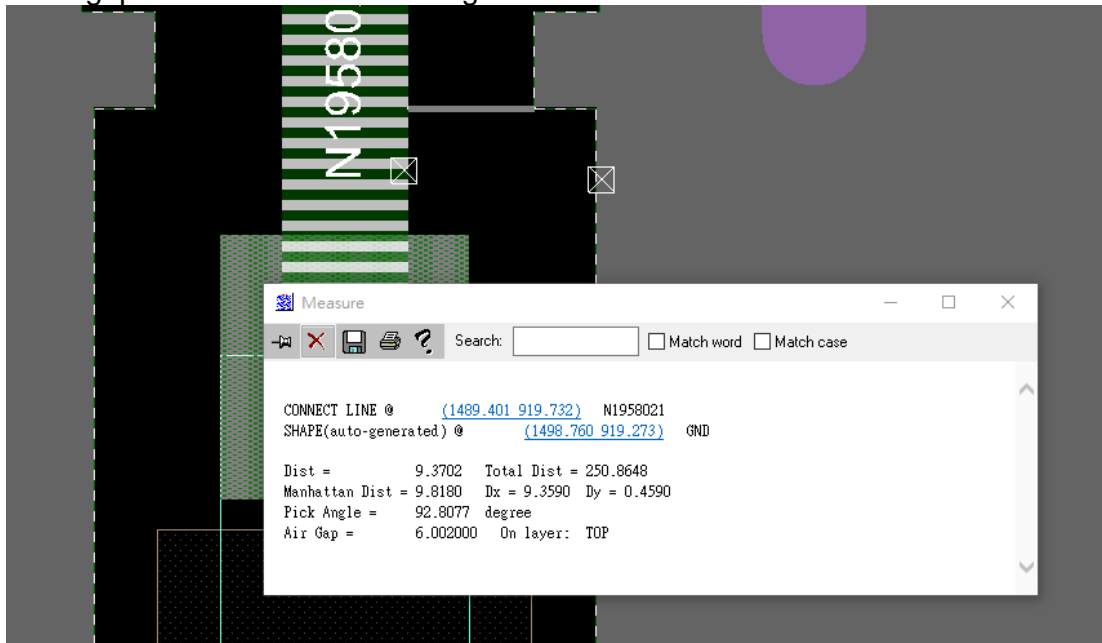 N19580
Measure
Search: Match word Match case
CONNECT LINE @ (1489.401 919.732) N1958021
SHAPE(auto-generated) @ (1498.760 919.273) GND
Dist = 9.3702 Total Dist = 250.8648
Manhattan Dist = 9.8180 Dx = 9.3590 Dy = 0.4590
Pick Angle = 92.8077 degree
Air Gap = 6.002000 On layer: TOP